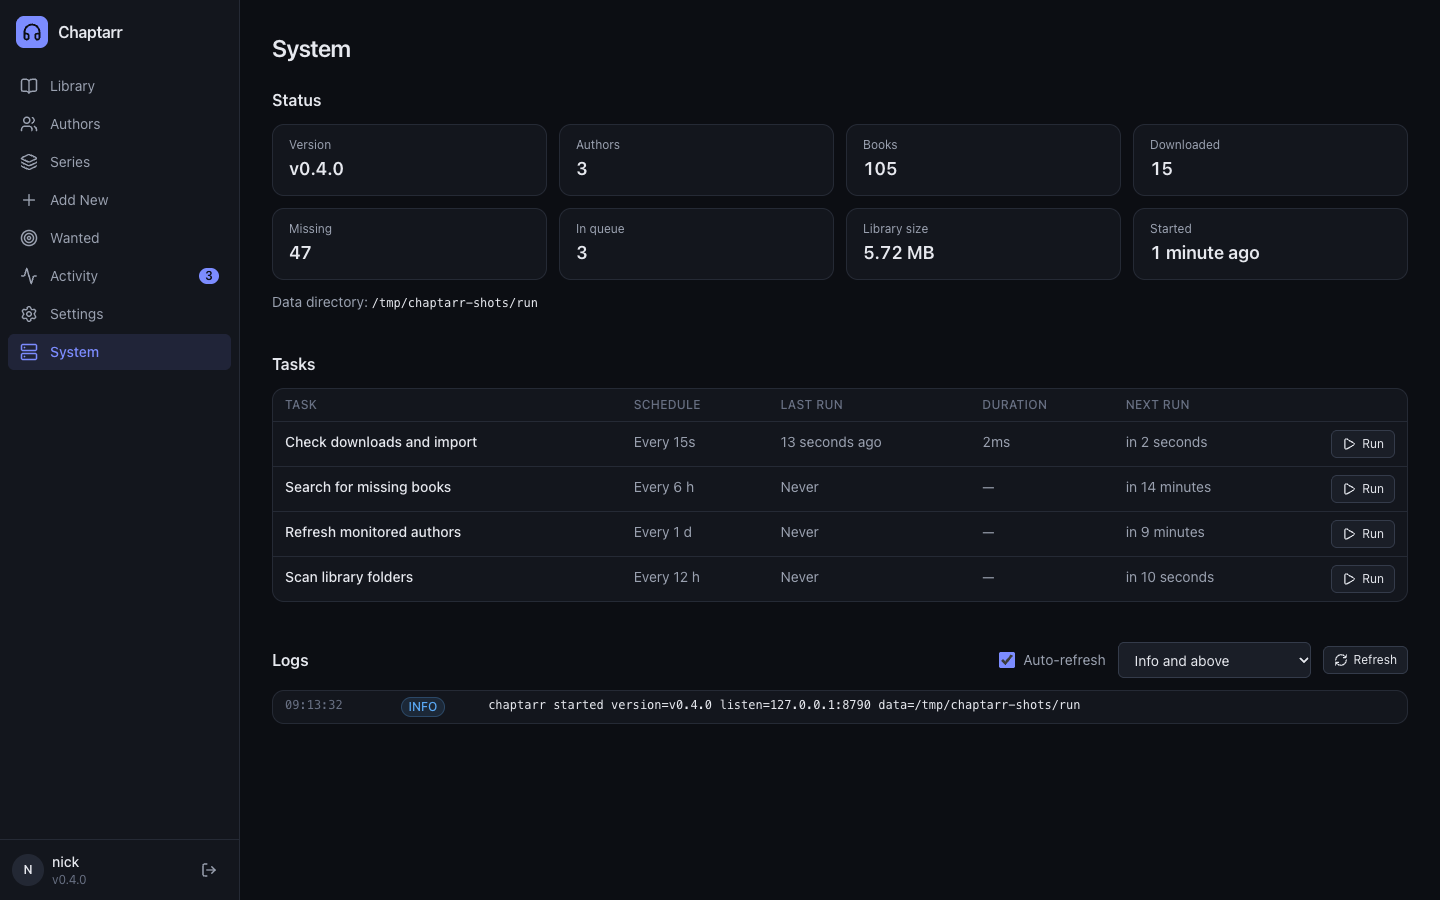 Chaptarr
Library
Authors
Series
Add New
Wanted
Activity 3
Settings
System
N nick
v0.4.0
System
Status
Version
v0.4.0
Authors
3
Books
105
Downloaded
15
Missing
47
In queue
3
Library size
5.72 MB
Started
1 minute ago
Data directory: /tmp/chaptarr-shots/run
Tasks
TASK SCHEDULE LAST RUN DURATION NEXT RUN
Check downloads and import Every 15s 13 seconds ago 2ms in 2 seconds Run
Search for missing books Every 6 h Never — in 14 minutes Run
Refresh monitored authors Every 1 d Never — in 9 minutes Run
Scan library folders Every 12 h Never — in 10 seconds Run
Logs Auto-refresh Info and above Refresh
09:13:32 INFO chaptarr started version=v0.4.0 listen=127.0.0.1:8790 data=/tmp/chaptarr-shots/run